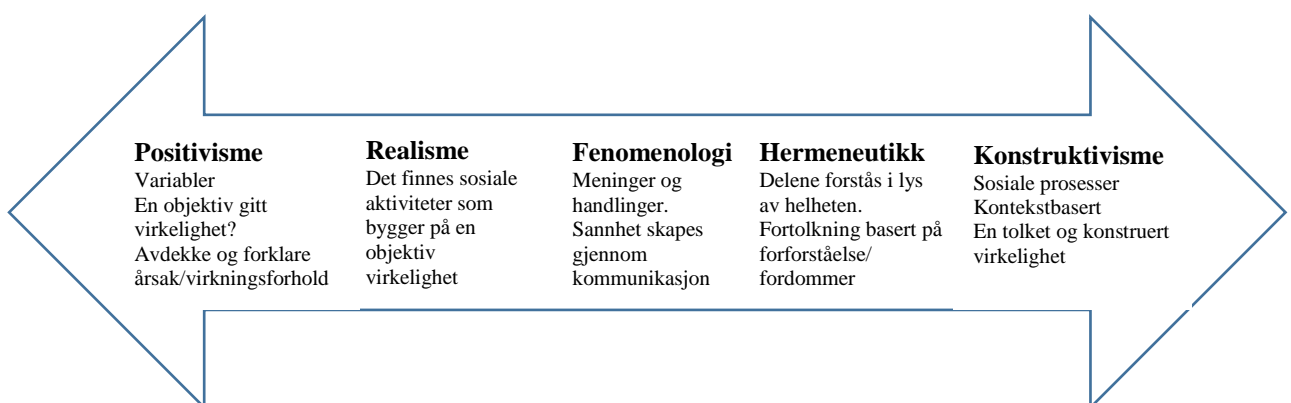 Positivisme
Variabler
En objektiv gitt
virkelighet?
Avdekke og forklare
årsak/virkningsforhold
Realisme
Det finnes sosiale
aktiviteter som
bygger på en
objektiv
virkelighet
Fenomenologi
Meninger og
handlinger.
Sannhet skapes
gjennom
kommunikasjon
Hermeneutikk
Delene forstås i lys
av helheten.
Fortolkning basert på
forforståelse/
fordommer
Konstruktivisme
Sosiale prosesser
Kontekstbasert
En tolket og konstruert
virkelighet